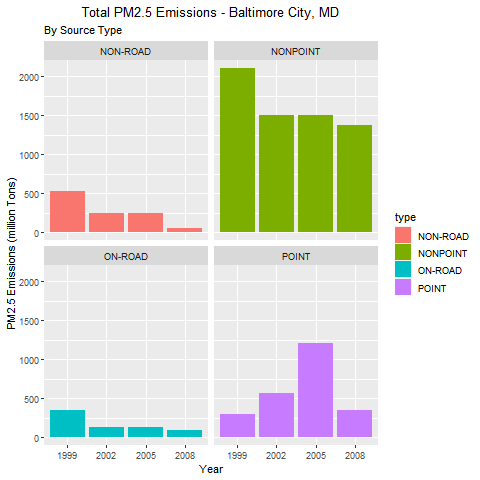 Total PM2.5 Emissions - Baltimore City, MD
By Source Type
NON-ROAD
NONPOINT
2000
1500
1000
500
0
ON-ROAD
POINT
2000
1500
1000
500
0
1999 2002 2005 2008
1999 2002 2005 2008
Year
PM2.5 Emissions (million Tons)
type
NON-ROAD
NONPOINT
ON-ROAD
POINT